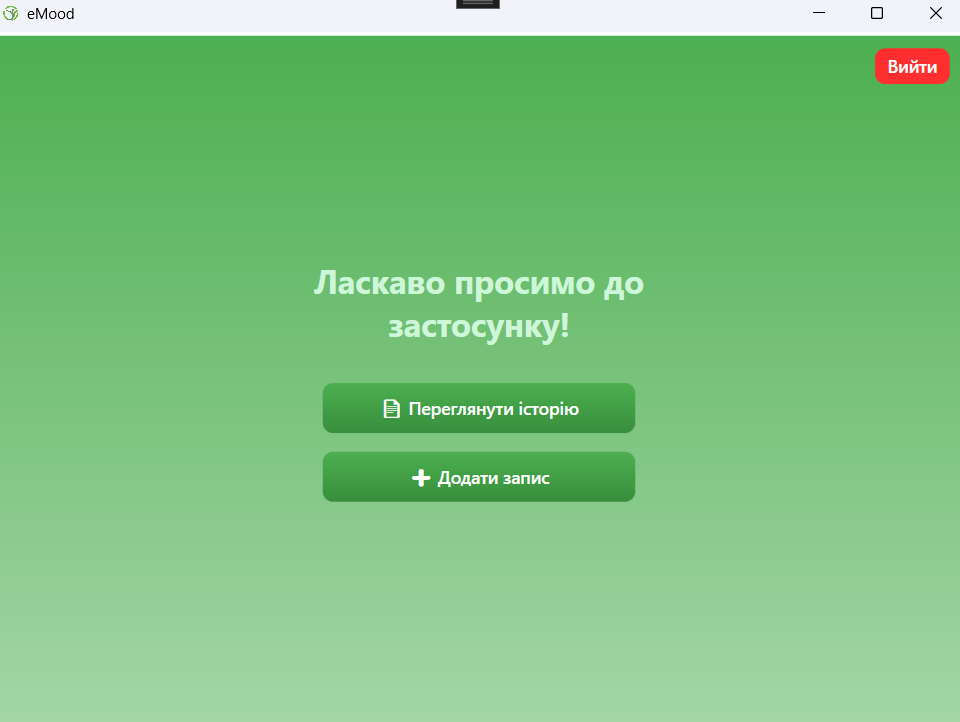 eMood
Вийти
Ласкаво просимо до
застосунку!
Переглянути історію
Додати запис